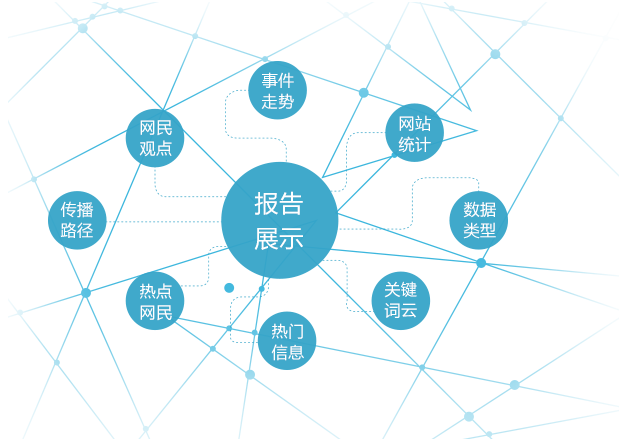 事件
走势
网民
观点
网站
统计
传播
路径
报告
展示
数据
类型
热点
网民
关键
词云
热门
信息